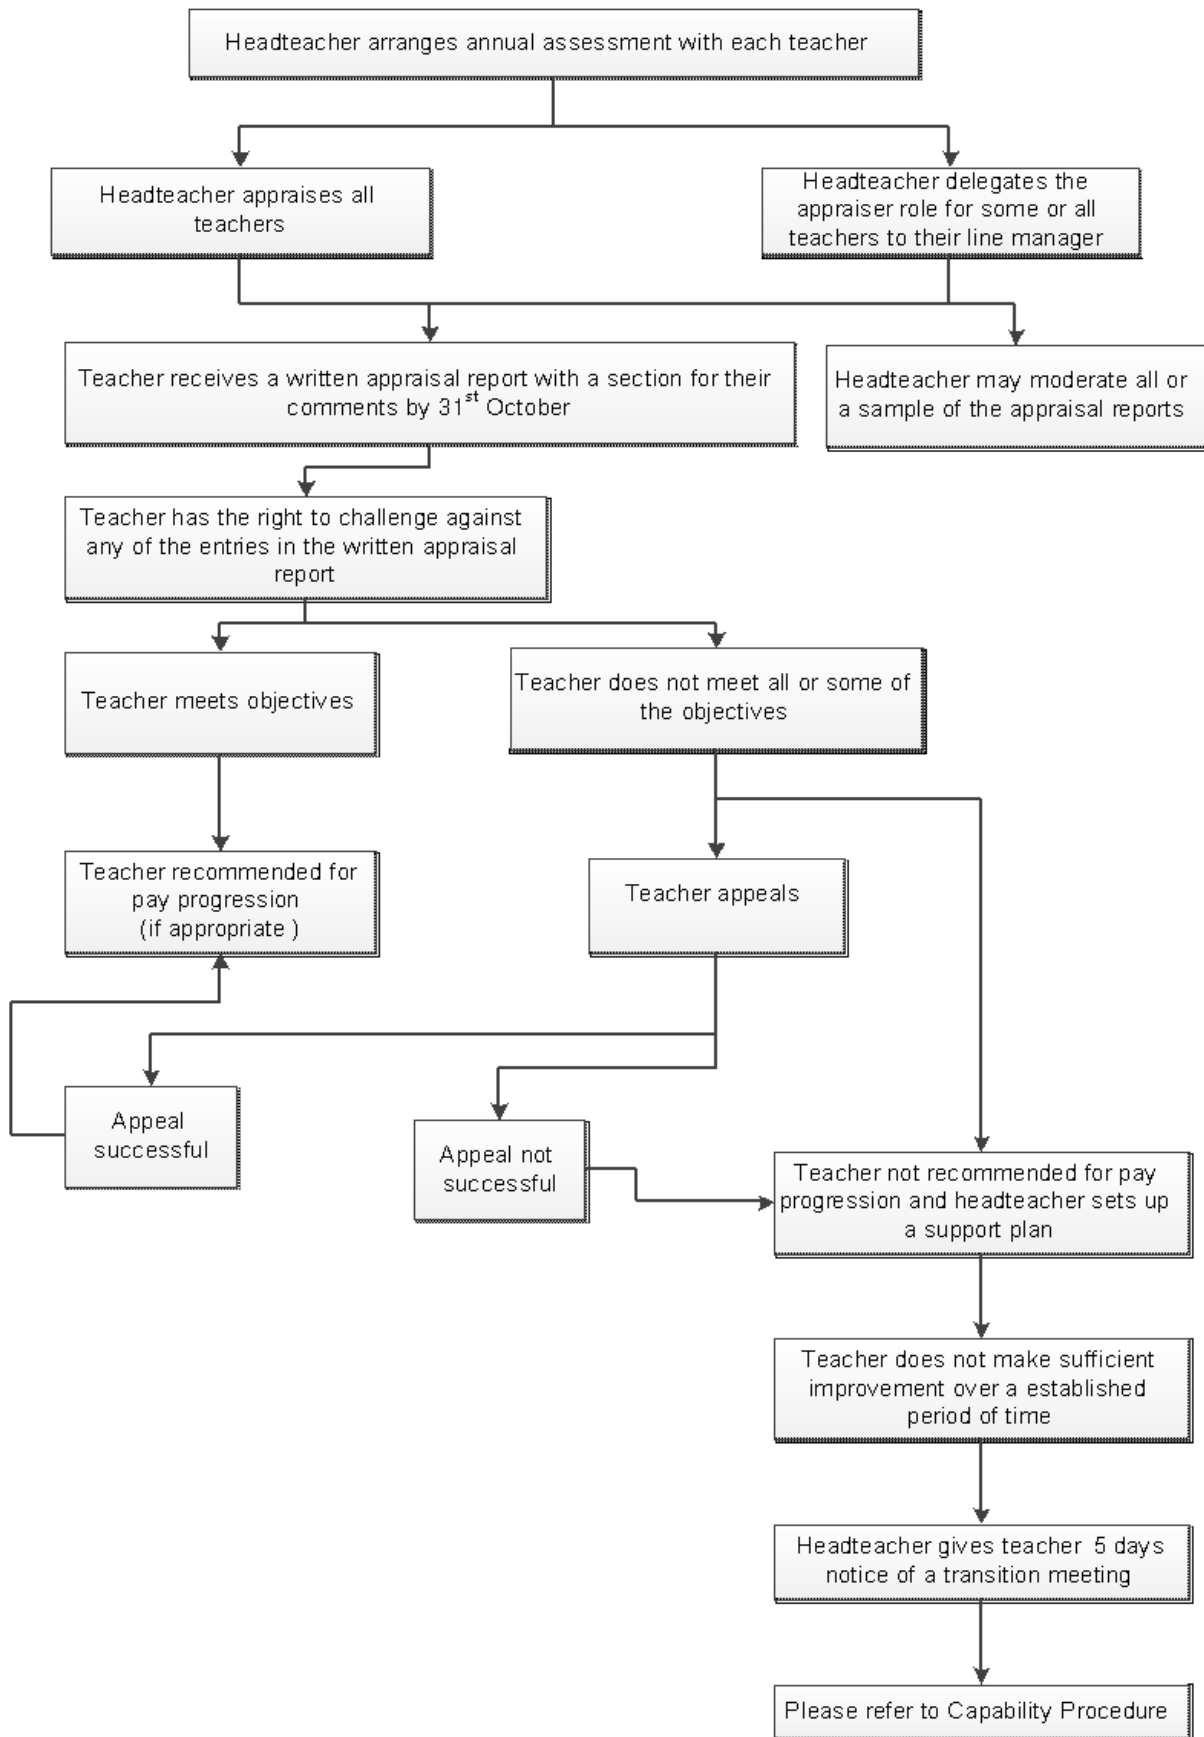 Headteacher arranges annual assessment with each teacher
Headteacher appraises all
teachers
Headteacher delegates the
appraiser role for some or all
teachers to their line manager
Teacher receives a written appraisal report with a section for their
comments by 31st October
Headteacher may moderate all or
a sample of the appraisal reports
Teacher has the right to challenge against
any of the entries in the written appraisal
report
Teacher meets objectives
Teacher does not meet all or some of
the objectives
Teacher recommended for
pay progression
(if appropriate )
Teacher appeals
Appeal
successful
Appeal not
successful
Teacher not recommended for pay
progression and headteacher sets up
a support plan
Teacher does not make sufficient
improvement over a established
period of time
Headteacher gives teacher 5 days
notice of a transition meeting
Please refer to Capability Procedure